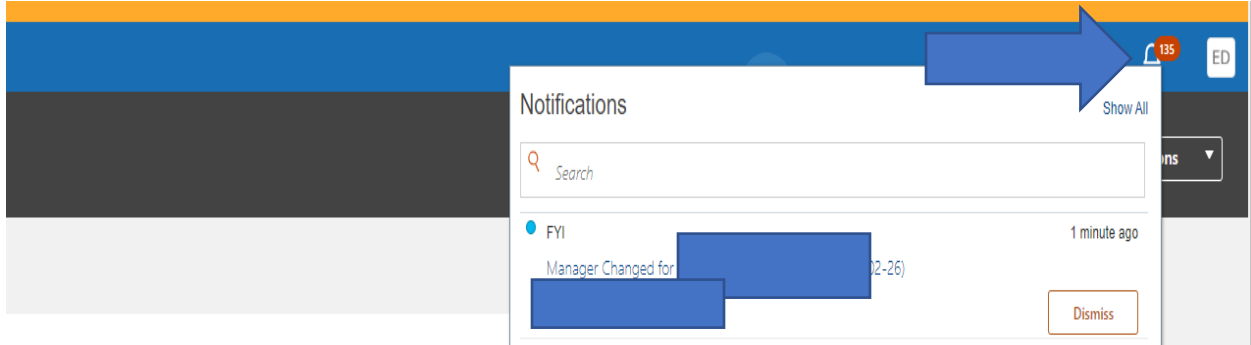 135
ED
Notifications
Show All
Search
FYI
1 minute ago
Manager Changed for
02-26)
Dismiss